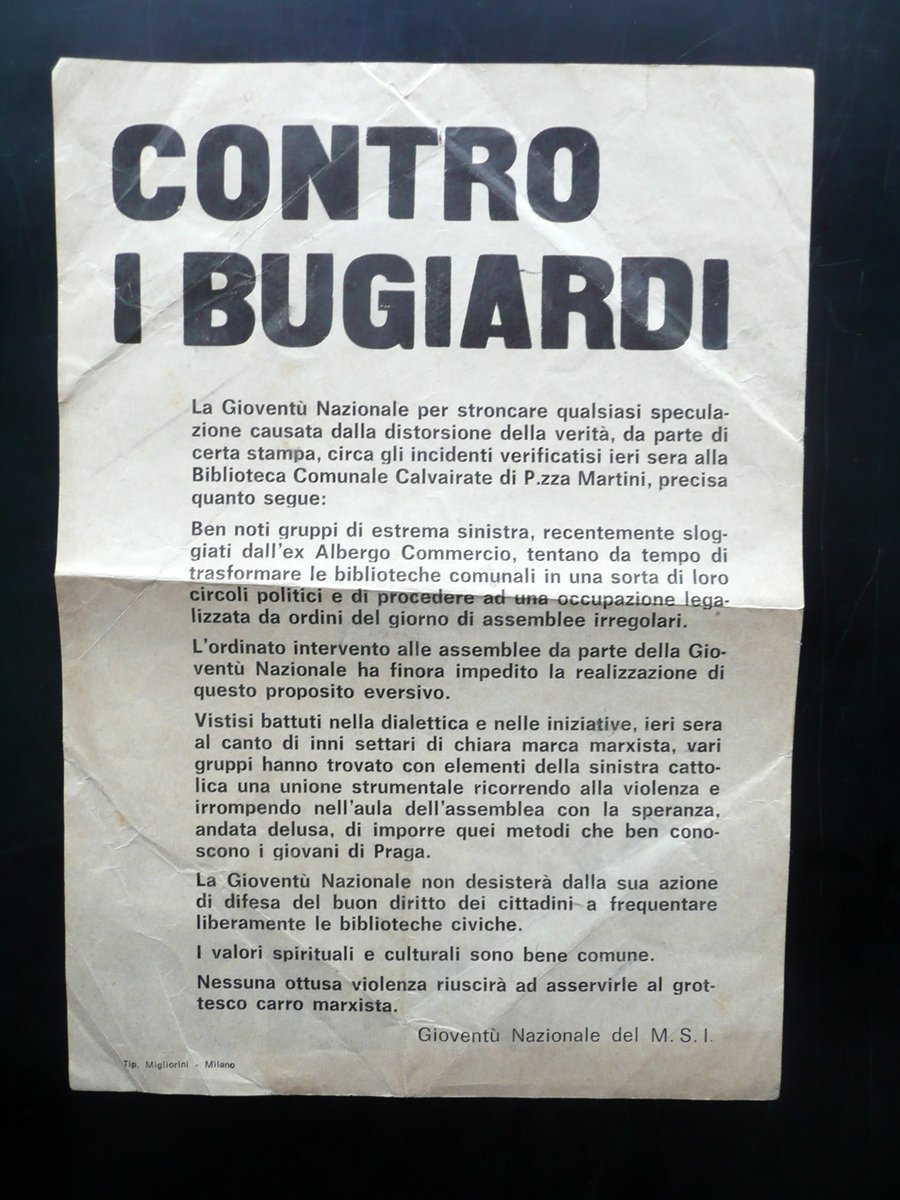 CONTRO
I BUGIARDI
La Gioventù Nazionale per stroncare qualsiasi specula-
zione causata dalla distorsione della verità, da parte di
certa stampa, circa gli incidenti verificatisi ieri sera alla
Biblioteca Comunale Calvairate di P.zza Martini, precisa
quanto segue:
Ben noti gruppi di estrema sinistra, recentemente slog-
giati dall'ex Albergo Commercio, tentano da tempo di
trasformare le biblioteche comunali in una sorta di loro
circoli politici e di procedere ad una occupazione lega-
lizzata da ordini del giorno di assemblee irregolari.
L'ordinato intervento alle assemblee da parte della Gio-
ventù Nazionale ha finora impedito la realizzazione di
questo proposito eversivo.
Vistisi battuti nella dialettica e nelle iniziative, ieri sera
al canto di inni settari di chiara marca marxista, vari
gruppi hanno trovato con elementi della sinistra catto-
lica una unione strumentale ricorrendo alla violenza e
irrompendo nell'aula dell'assemblea con la speranza,
andata delusa, di imporre quei metodi che ben cono-
scono i giovani di Praga.
La Gioventù Nazionale non desisterà dalla sua azione
di difesa del buon diritto dei cittadini a frequentare
liberamente le biblioteche civiche.
I valori spirituali e culturali sono bene comune.
Nessuna ottusa violenza riuscirà ad asservirle al grot-
tesco carro marxista.
Gioventù Nazionale del M. S. I.
Tip. Migliorini - Milano